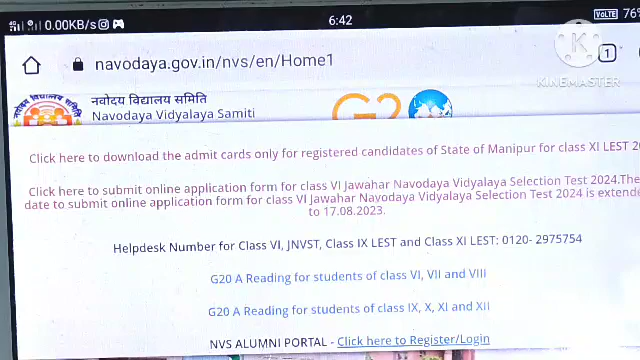 0.00KB/s
6:42
VoLTE
76%
navodaya.gov.in/nvs/en/Home1
1
KINEMASTER
नवोदय विद्यालय समिति
Navodaya Vidyalaya Samiti
G2
Click here to download the admit cards only for registered candidates of State of Manipur for class XI LEST
Click here to submit online application form for class VI Jawahar Navodaya Vidyalaya Selection Test 2024.The
date to submit online application form for class VI Jawahar Navodaya Vidyalaya Selection Test 2024 is extende
to 17.08.2023.
Helpdesk Number for Class VI, JNVST, Class IX LEST and Class XI LEST: 0120- 2975754
G20 A Reading for students of class VI, VII and VIII
G20 A Reading for students of class IX, X, XI and XII
NVS ALUMNI PORTAL - Click here to Register/Login